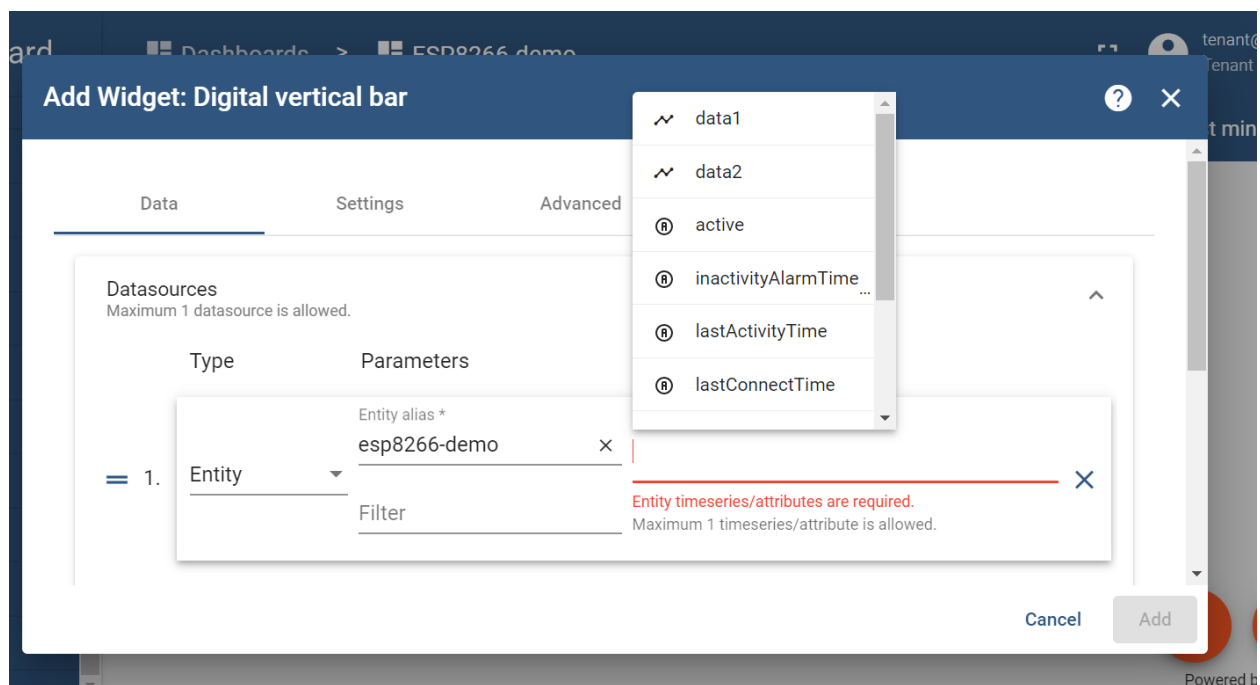 ard
Dashboards > ESP8266 demo
tenant@
Tenant
Add Widget: Digital vertical bar
t min
data1
data2
active
inactivityAlarmTime...
lastActivityTime
lastConnectTime
Data
Settings
Advanced
Datasources
Maximum 1 datasource is allowed.
Type
Parameters
1.
Entity
Entity alias *
esp8266-demo
Filter
Entity timeseries/attributes are required.
Maximum 1 timeseries/attribute is allowed.
Cancel
Add
Powered b